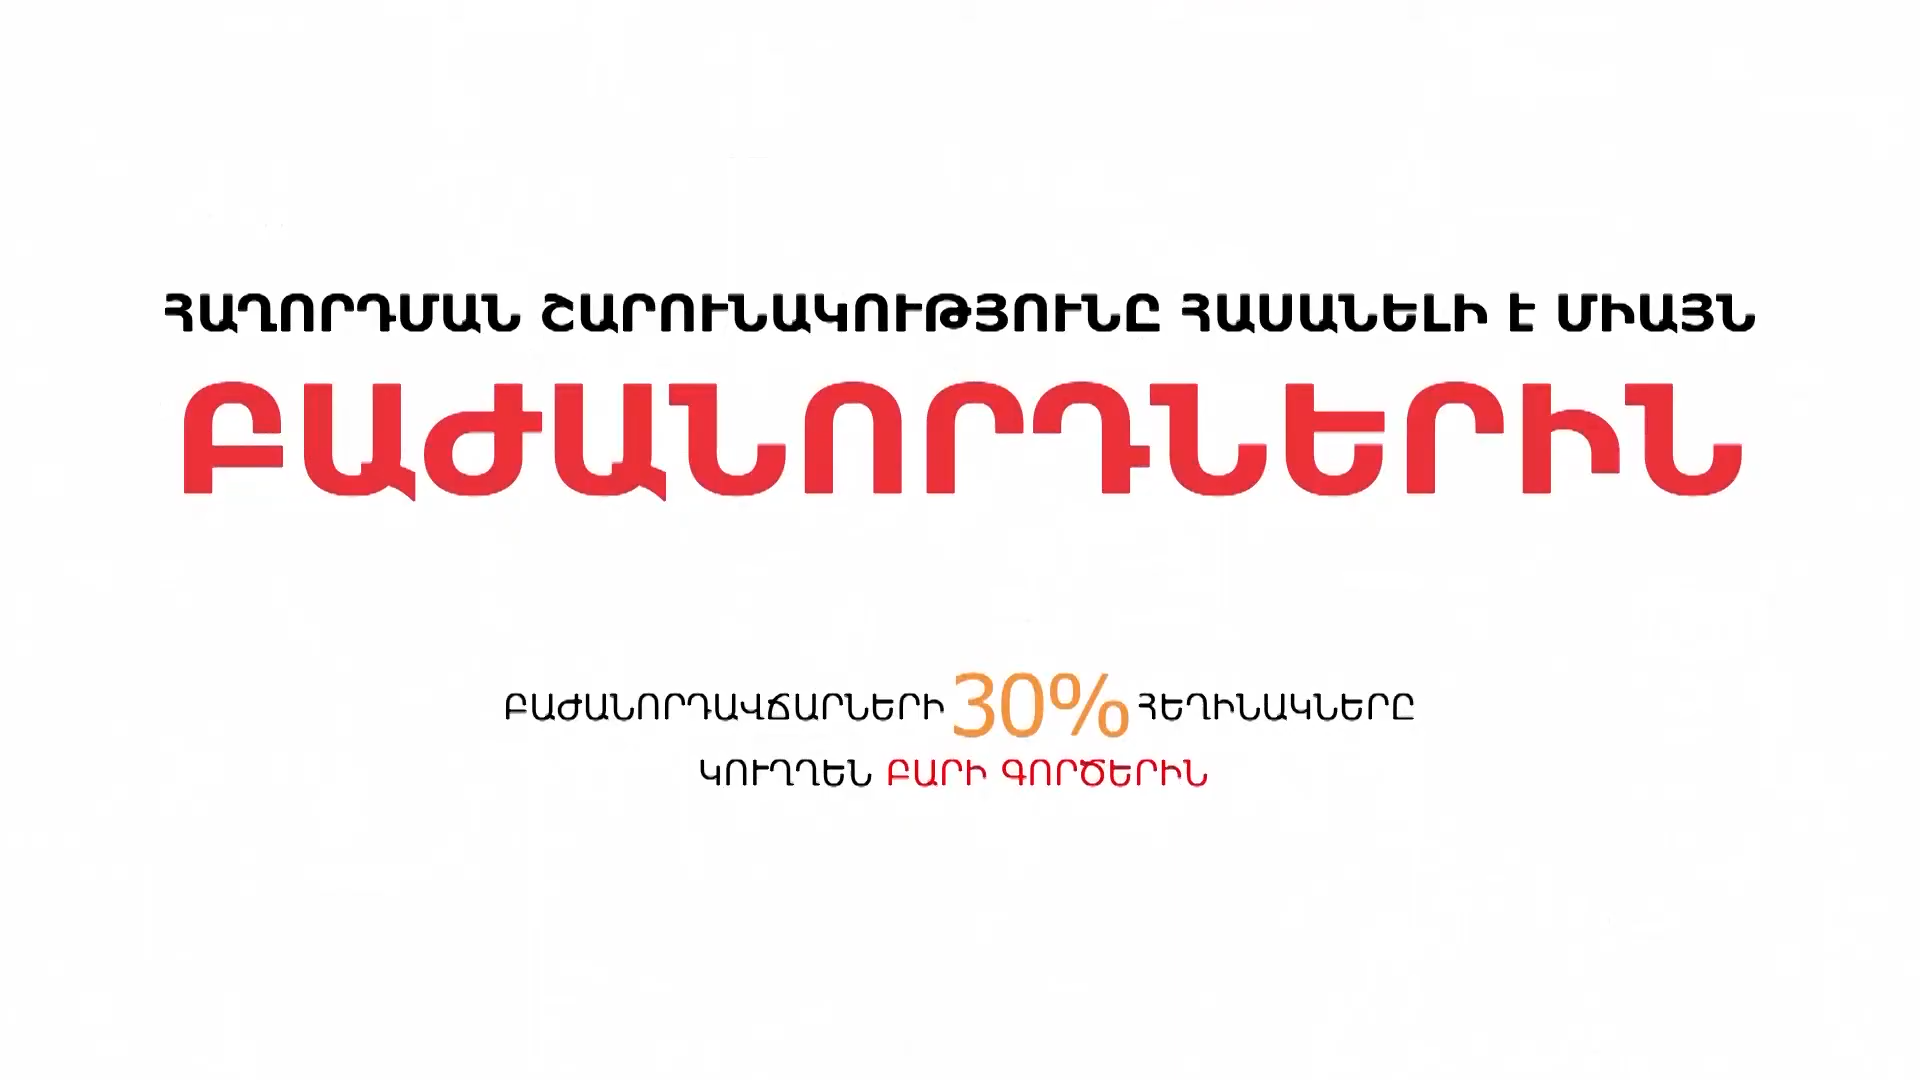 ՀԱՂՈՐԴՄԱՆ ՇԱՐՈՒՆԱԿՈՒԹՅՈՒՆԸ ՀԱՍԱՆԵԼԻ Է ՄԻԱՅՆ
ԲԱԺԱՆՈՐԴՆԵՐԻՆ
ԲԱԺԱՆՈՐԴԱՎՃԱՐՆԵՐԻ 30% ՀԵՂԻՆԱԿՆԵՐԸ
ԿՈՒՂՂԵՆ ԲԱՐԻ ԳՈՐԾԵՐԻՆ